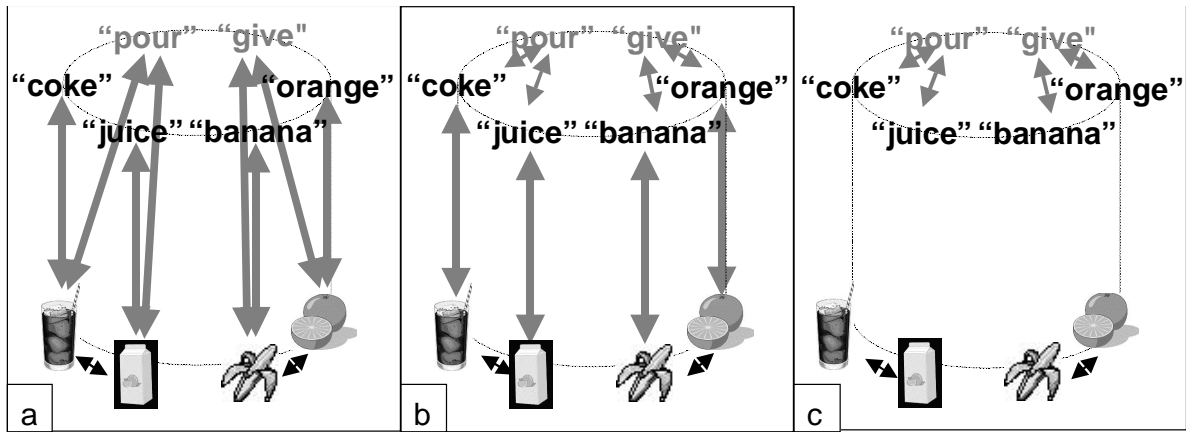 “pour” “give"
“coke”
“orange”
“juice” “banana”
a
“pour” “give"
“coke”
“orange”
“juice” “banana”
b
“pour” “give"
“coke”
“orange”
“juice” “banana”
c